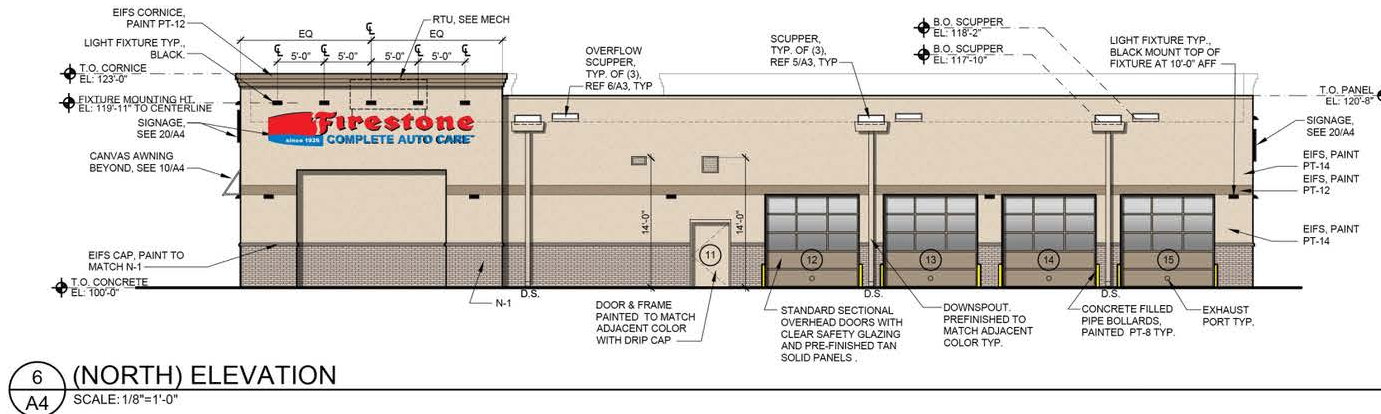 EIFS CORNICE,
PAINT PT-12
LIGHT FIXTURE TYP.,
BLACK.
T.O. CORNICE
EL: 123'-0"
FIXTURE MOUNTING HT.
EL: 119'-11" TO CENTERLINE
SIGNAGE,
SEE 20/A4
CANVAS AWNING
BEYOND, SEE 10/A4
EIFS CAP, PAINT TO
MATCH N-1
T.O. CONCRETE
EL: 100'-0"
EQ
EQ
5'-0"
5'-0"
5'-0"
5'-0"
RTU, SEE MECH
Firestone
since 1926
COMPLETE AUTO CARE™
OVERFLOW
SCUPPER,
TYP. OF (3),
REF 6/A3, TYP
SCUPPER,
TYP. OF (3),
REF 5/A3, TYP
B.O. SCUPPER
EL: 118'-2"
B.O. SCUPPER
EL: 117'-10"
LIGHT FIXTURE TYP.,
BLACK MOUNT TOP OF
FIXTURE AT 10'-0" AFF
T.O. PANEL
EL: 120'-8"
SIGNAGE,
SEE 20/A4
EIFS, PAINT
PT-14
EIFS, PAINT
PT-12
EIFS, PAINT
PT-14
14'-0"
14'-0"
11
12
13
14
15
N-1
D.S.
D.S.
D.S.
DOOR & FRAME
PAINTED TO MATCH
ADJACENT COLOR
WITH DRIP CAP
STANDARD SECTIONAL
OVERHEAD DOORS WITH
CLEAR SAFETY GLAZING
AND PRE-FINISHED TAN
SOLID PANELS .
DOWNSPOUT.
PREFINISHED TO
MATCH ADJACENT
COLOR TYP.
CONCRETE FILLED
PIPE BOLLARDS,
PAINTED PT-8 TYP.
EXHAUST
PORT TYP.
6
A4
(NORTH) ELEVATION
SCALE: 1/8"=1'-0"